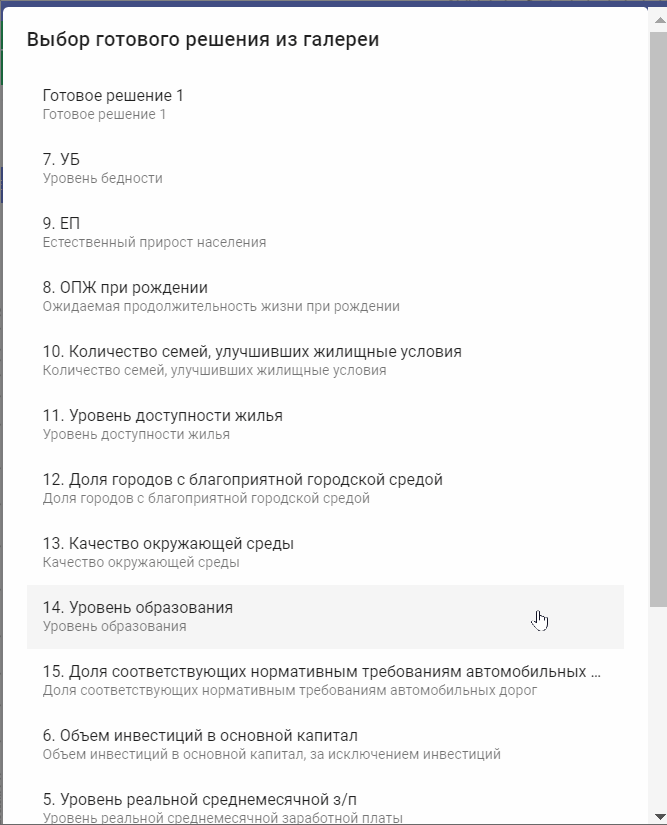 Выбор готового решения из галереи
Готовое решение 1
Готовое решение 1
7. УБ
Уровень бедности
9. ЕП
Естественный прирост населения
8. ОПЖ при рождении
Ожидаемая продолжительность жизни при рождении
10. Количество семей, улучшивших жилищные условия
Количество семей, улучшивших жилищные условия
11. Уровень доступности жилья
Уровень доступности жилья
12. Доля городов с благоприятной городской средой
Доля городов с благоприятной городской средой
13. Качество окружающей среды
Качество окружающей среды
14. Уровень образования
Уровень образования
15. Доля соответствующих нормативным требованиям автомобильных ...
Доля соответствующих нормативным требованиям автомобильных дорог
6. Объем инвестиций в основной капитал
Объем инвестиций в основной капитал, за исключением инвестиций
5. Уровень реальной среднемесячной з/п
Уровень реальной среднемесячной заработной платы